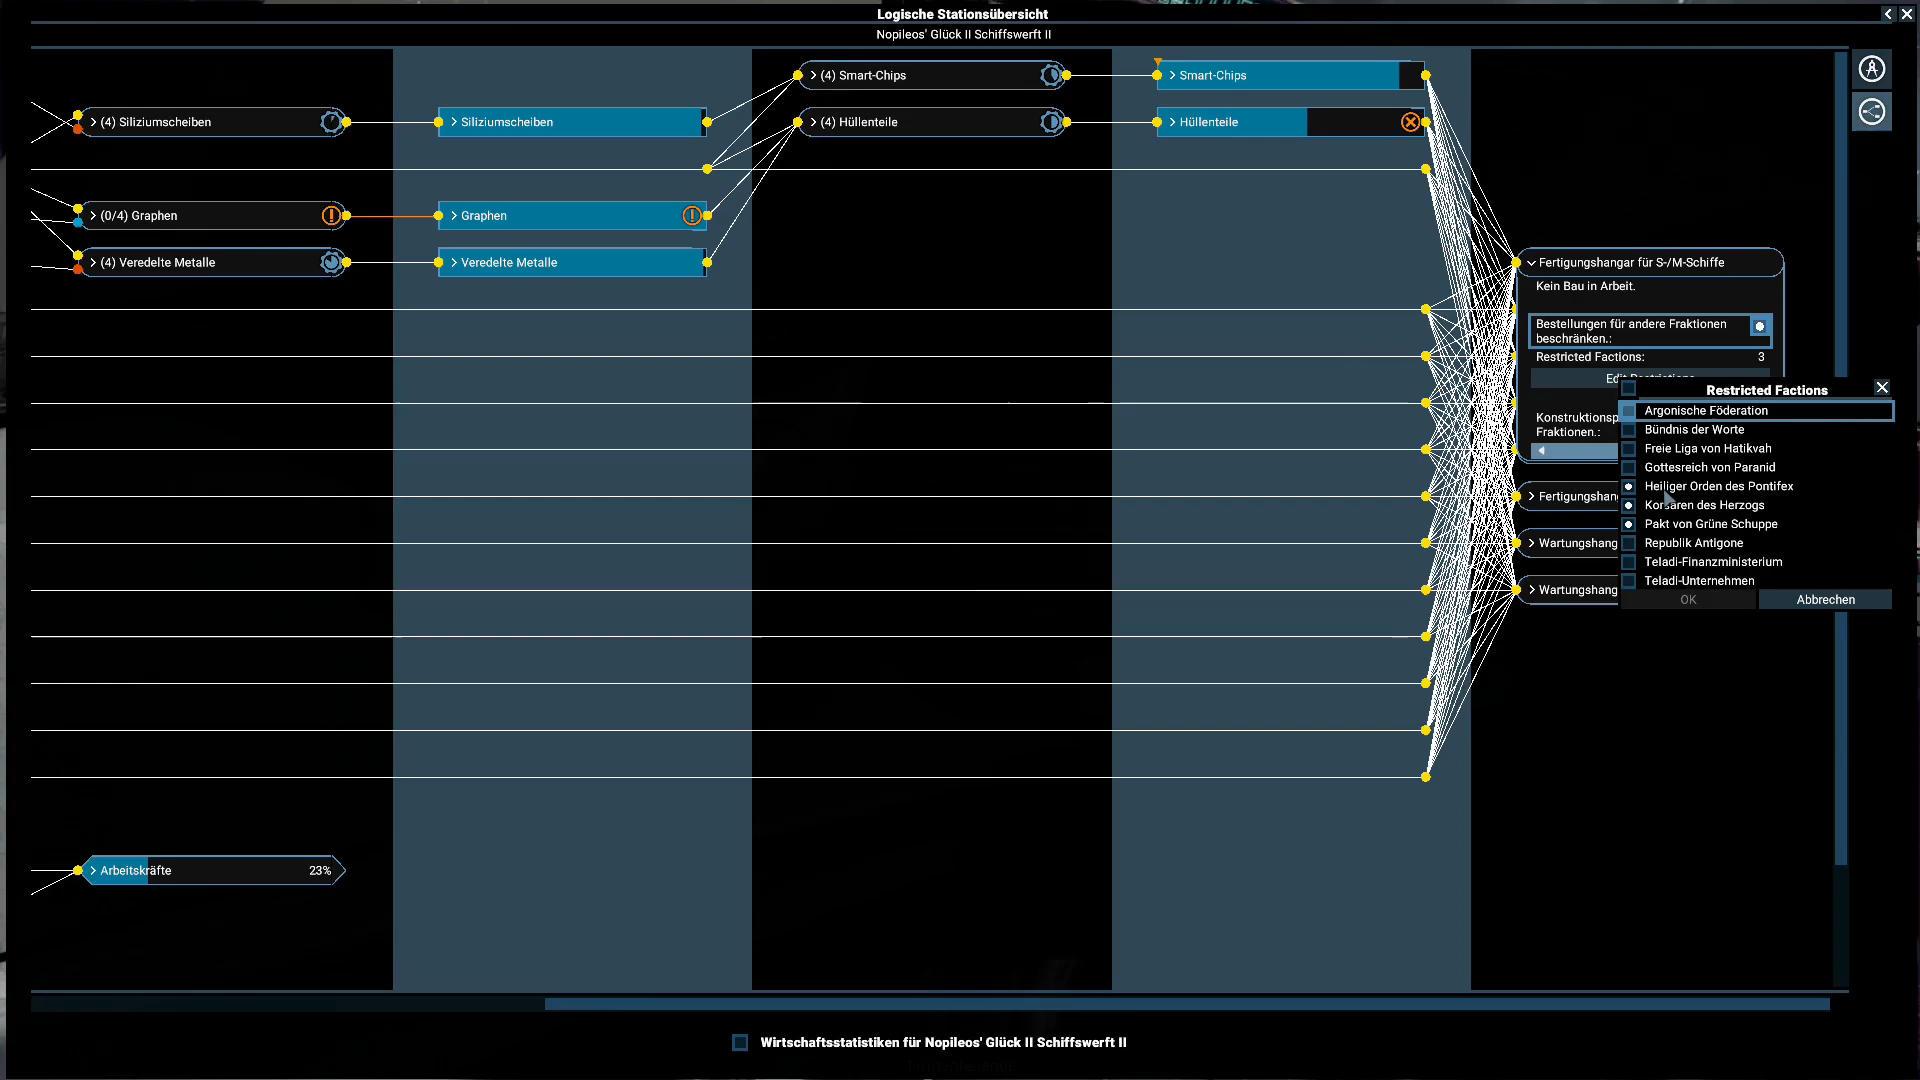 Logische Stationsübersicht
Nopileos' Glück II Schiffswerft II
(4) Smart-Chips
Smart-Chips
(4) Siliziumscheiben
Siliziumscheiben
(4) Hüllenteile
Hüllenteile
(0/4) Graphen
Graphen
(4) Veredelte Metalle
Veredelte Metalle
Fertigungshangar für S-/M-Schiffe
Kein Bau in Arbeit.
Bestellungen für andere Fraktionen
beschränken.:
Restricted Factions: 3
Restricted Factions
Argonische Föderation
Konstruktionsp
Fraktionen.:
Bündnis der Worte
Freie Liga von Hatikvah
Gottesreich von Paranid
Heiliger Orden des Pontifex
Fertigungshang
Korsaren des Herzogs
Pakt von Grüne Schuppe
Republik Antigone
Wartungshang
Teladi-Finanzministerium
Teladi-Unternehmen
Wartungshang
OK
Abbrechen
Arbeitskräfte 23%
Wirtschaftsstatistiken für Nopileos' Glück II Schiffswerft II